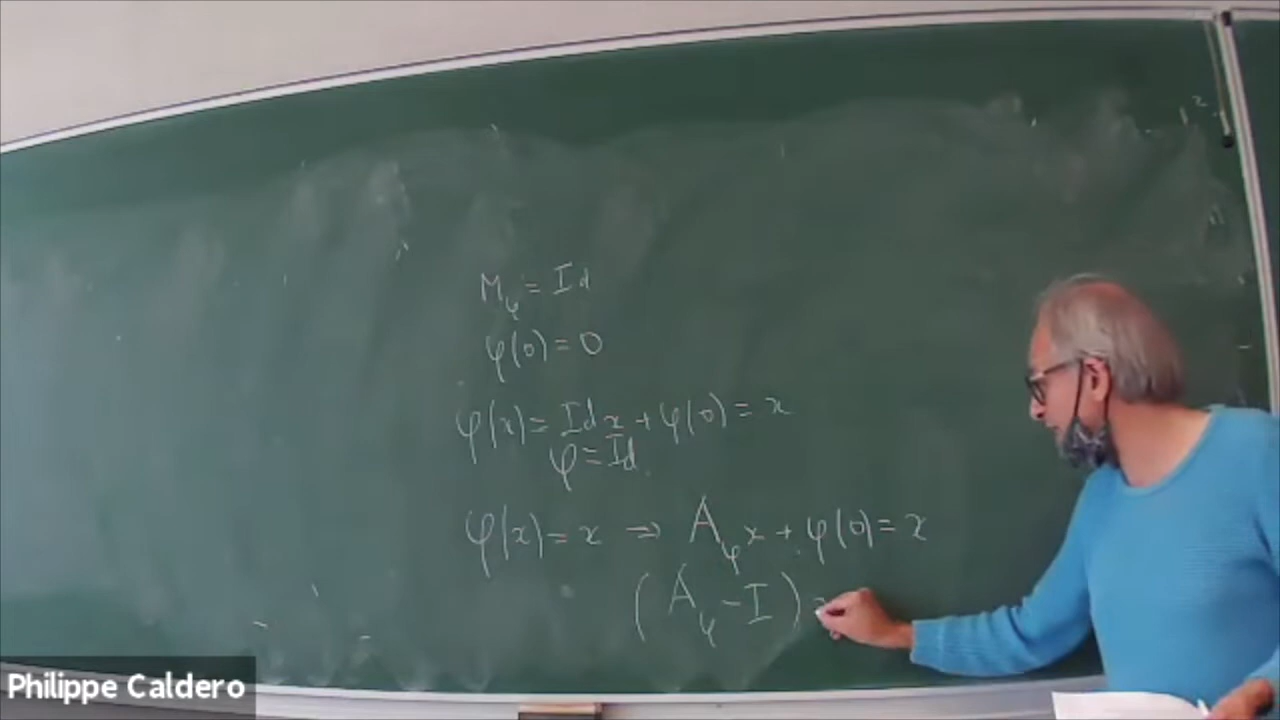 M_φ = Id
φ(0) = 0
φ(x) = Id x + φ(0) = x
φ = Id.
φ(x) = x ⇒ A_φ x + φ(0) = x
(A_φ - I)
Philippe Caldero